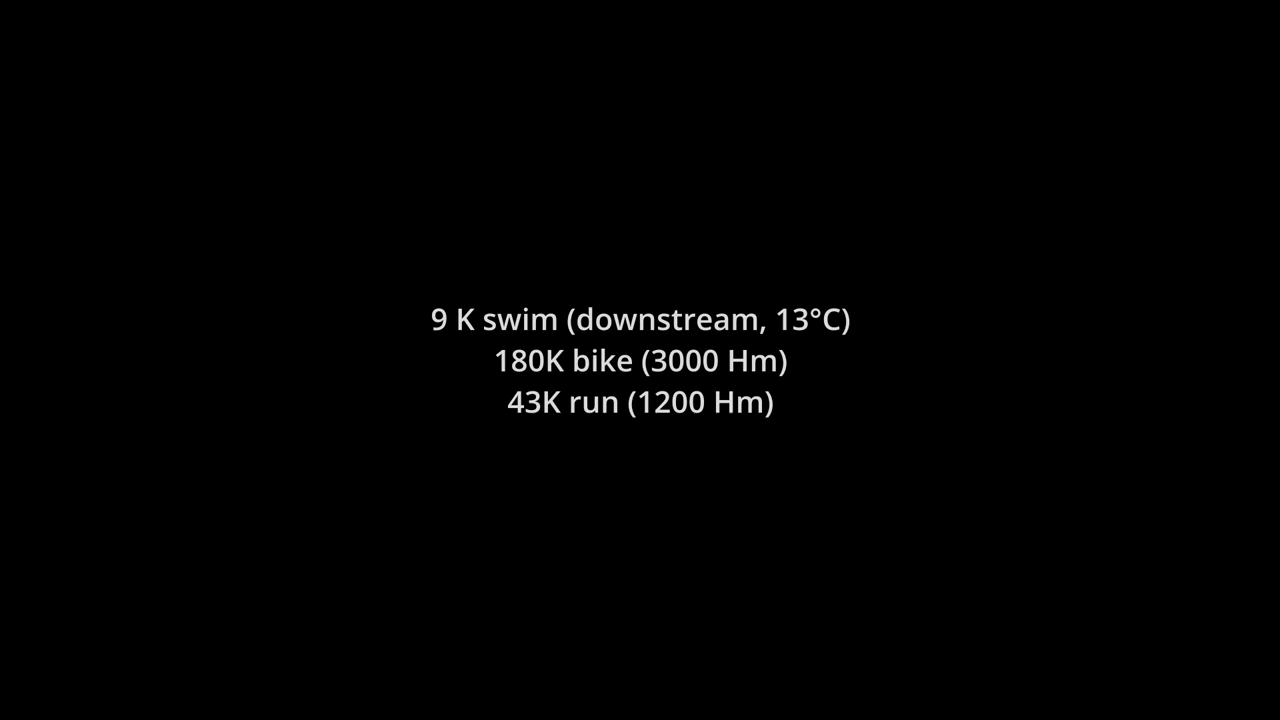 9 K swim (downstream, 13°C)
180K bike (3000 Hm)
43K run (1200 Hm)